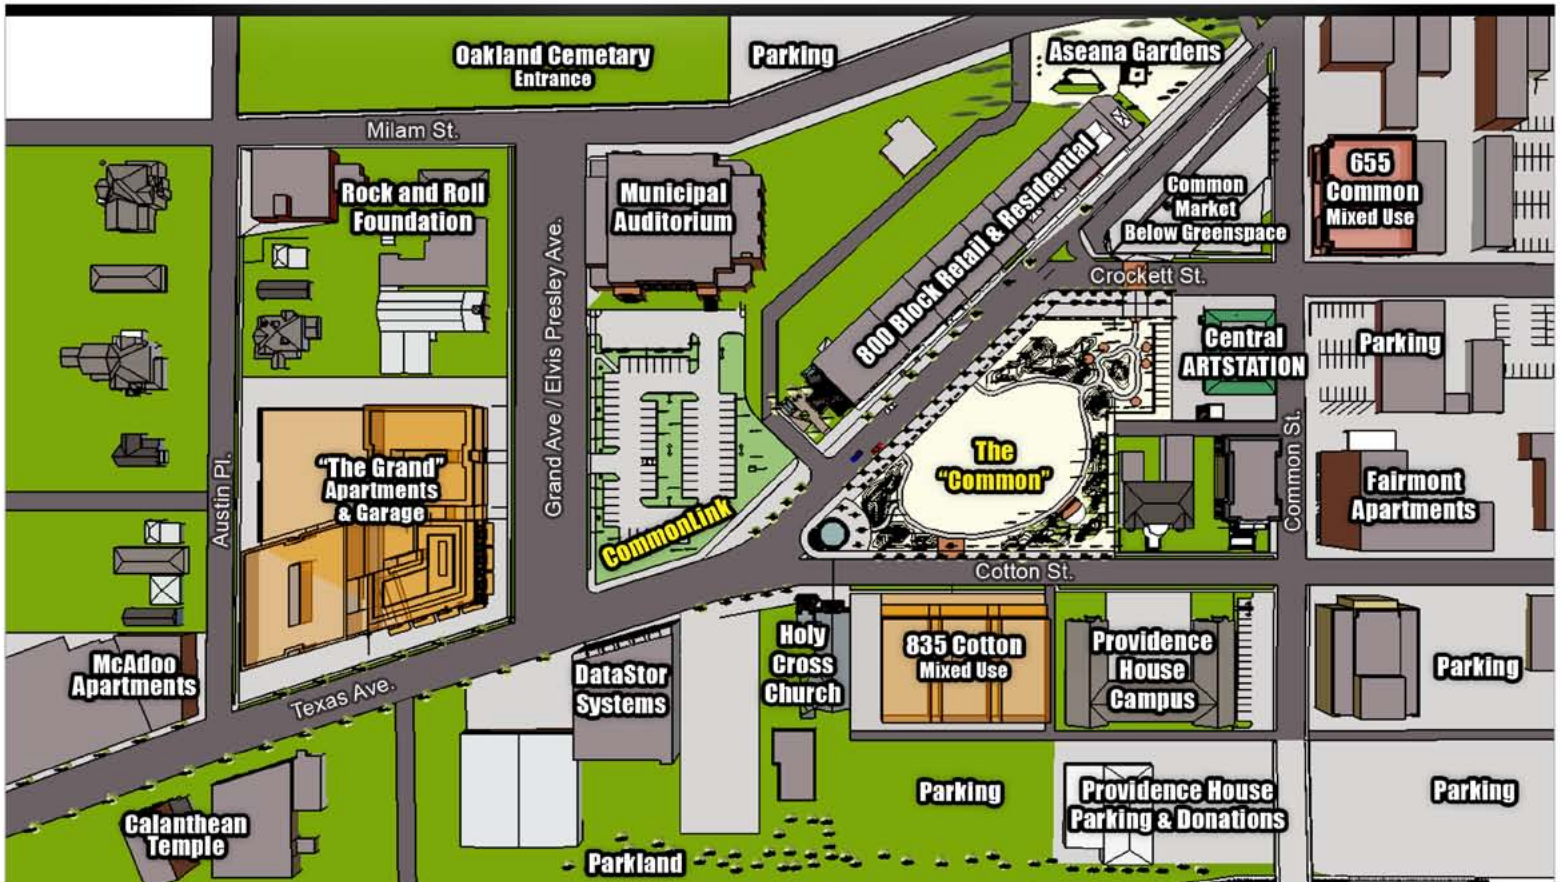 Oakland Cemetary
Entrance
Parking
Aseana Gardens
Milam St.
Rock and Roll
Foundation
Municipal
Auditorium
800 Block Retail & Residential
Common
Market
Below Greenspace
655
Common
Mixed Use
Crockett St.
Grand Ave / Elvis Presley Ave.
Central
ARTSTATION
Parking
"The Grand"
Apartments
& Garage
Austin Pl.
CommonLink
The
"Common"
Common St.
Fairmont
Apartments
Cotton St.
McAdoo
Apartments
Texas Ave.
DataStor
Systems
Holy
Cross
Church
835 Cotton
Mixed Use
Providence
House
Campus
Parking
Calanthean
Temple
Parkland
Parking
Providence House
Parking & Donations
Parking